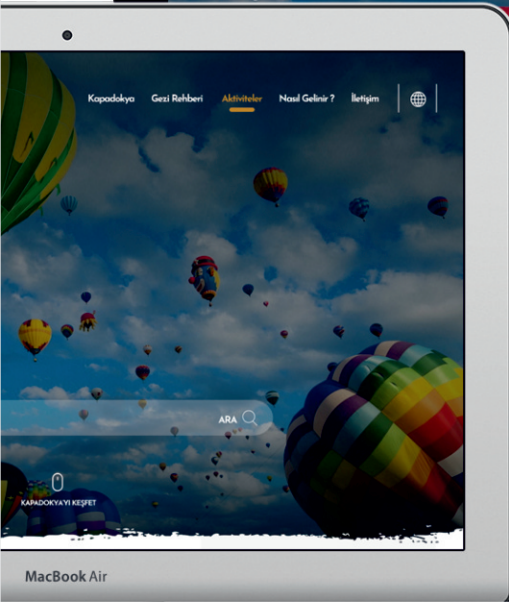 Kapadokya Gezi Rehberi Aktiviteler Nasıl Gelinir ? İletişim
ARA
KAPADOKYA'YI KEŞFET
MacBook Air